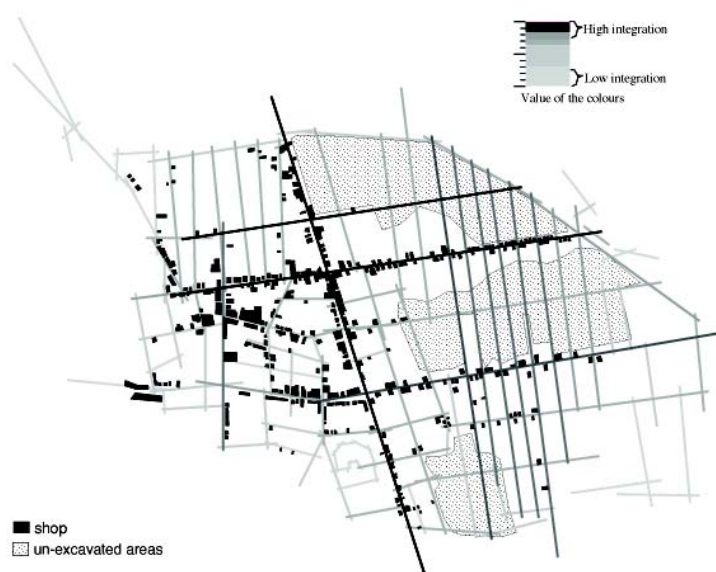 High integration
Low integration
Value of the colours
shop
un-excavated areas